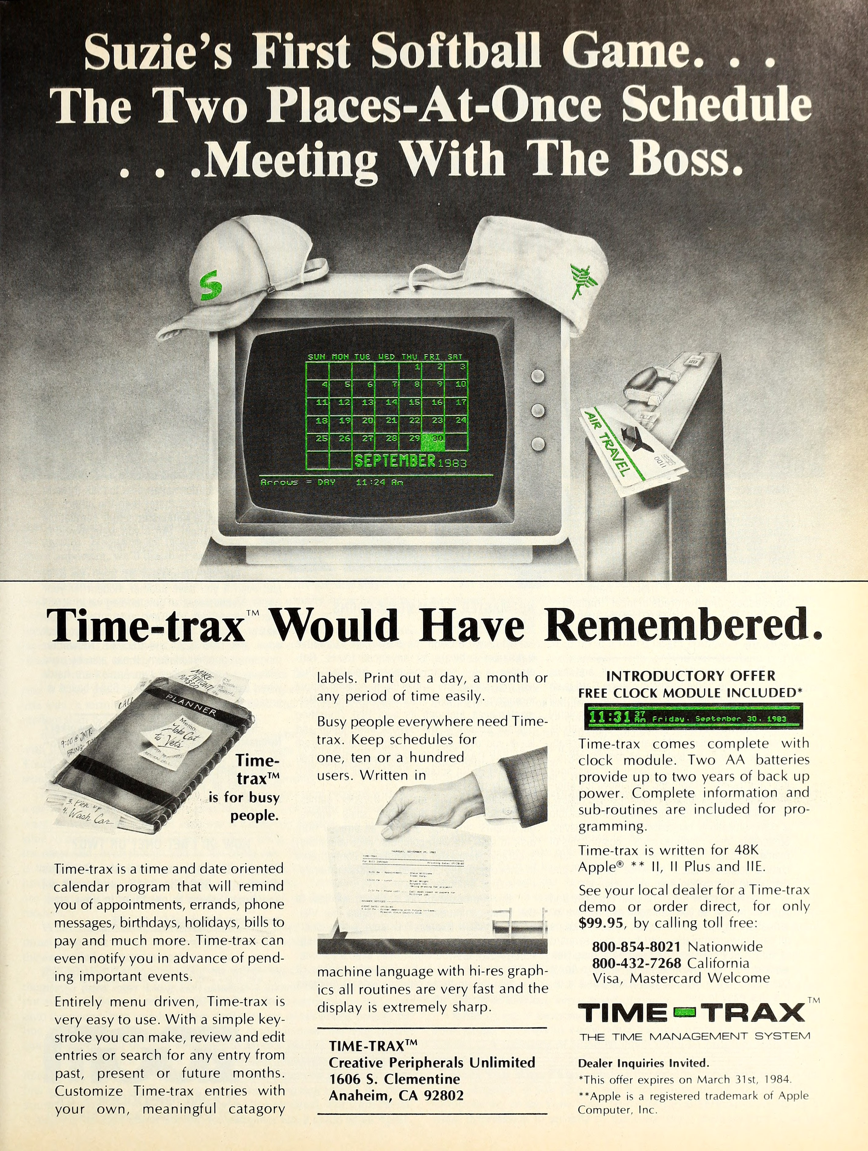 Suzie's First Softball Game. . .
The Two Places-At-Once Schedule
. . .Meeting With The Boss.
S
SUN MON TUE WED THU FRI SAT
1 2 3
4 5 6 7 8 9 10
11 12 13 14 15 16 17
18 19 20 21 22 23 24
25 26 27 28 29 30
SEPTEMBER 1983
Arrows = DAY 11:24 Am
AIR TRAVEL
Time-trax™ Would Have Remembered.
PLANNER
Take Cat
to Vets
Wash Car
Time-
trax™
is for busy
people.
Time-trax is a time and date oriented
calendar program that will remind
you of appointments, errands, phone
messages, birthdays, holidays, bills to
pay and much more. Time-trax can
even notify you in advance of pend-
ing important events.
Entirely menu driven, Time-trax is
very easy to use. With a simple key-
stroke you can make, review and edit
entries or search for any entry from
past, present or future months.
Customize Time-trax entries with
your own, meaningful catagory
labels. Print out a day, a month or
any period of time easily.
Busy people everywhere need Time-
trax. Keep schedules for
one, ten or a hundred
users. Written in
machine language with hi-res graph-
ics all routines are very fast and the
display is extremely sharp.
TIME-TRAX™
Creative Peripherals Unlimited
1606 S. Clementine
Anaheim, CA 92802
INTRODUCTORY OFFER
FREE CLOCK MODULE INCLUDED*
11:31 37 Am Friday. September 30. 1983
Time-trax comes complete with
clock module. Two AA batteries
provide up to two years of back up
power. Complete information and
sub-routines are included for pro-
gramming.
Time-trax is written for 48K
Apple® ** II, II Plus and IIE.
See your local dealer for a Time-trax
demo or order direct, for only
$99.95, by calling toll free:
800-854-8021 Nationwide
800-432-7268 California
Visa, Mastercard Welcome
TIME TRAX™
THE TIME MANAGEMENT SYSTEM
Dealer Inquiries Invited.
*This offer expires on March 31st, 1984.
**Apple is a registered trademark of Apple
Computer, Inc.